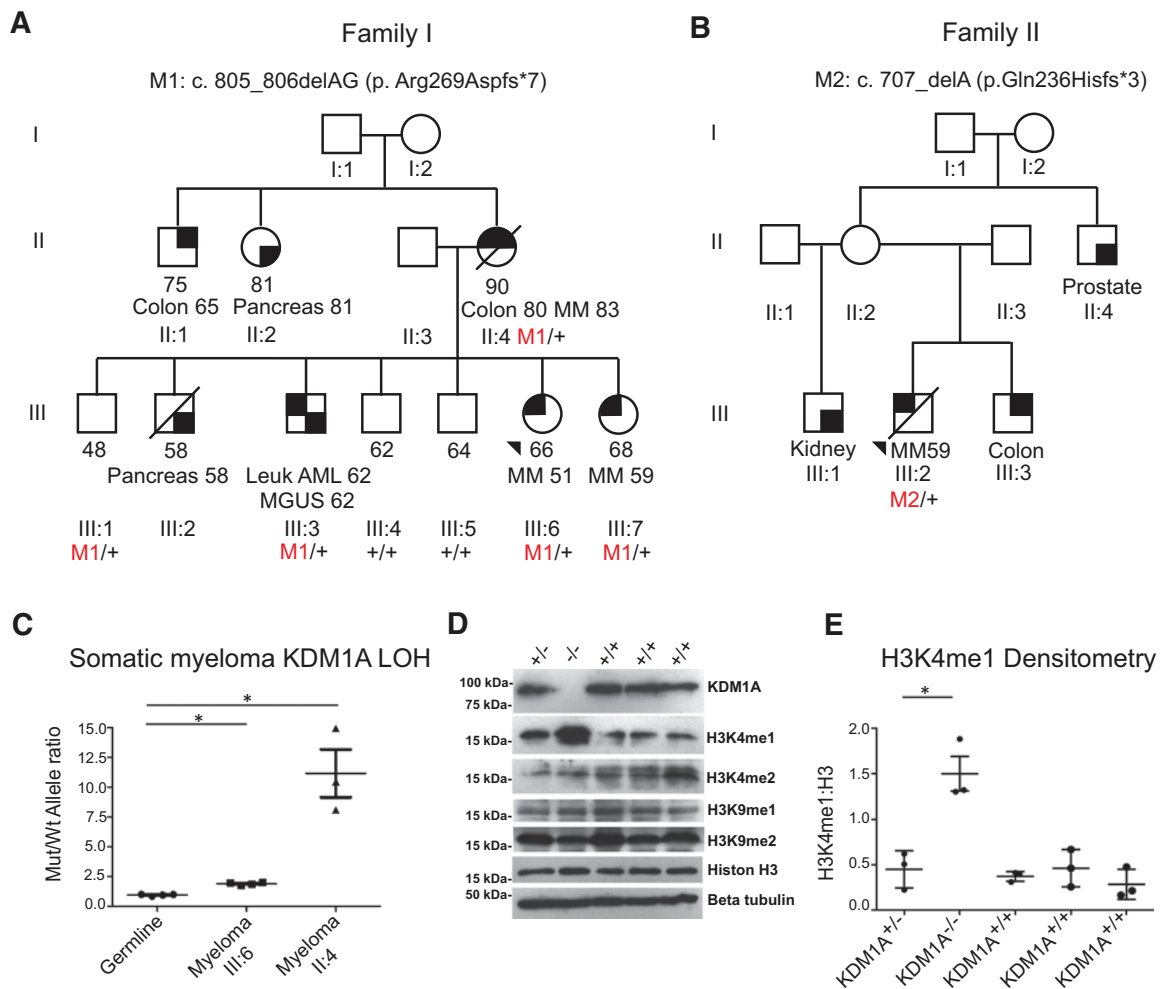 A
Family I
M1: c. 805_806delAG (p. Arg269Aspfs*7)
I
I:1 I:2
II
75 81 90
Colon 65 Pancreas 81 Colon 80 MM 83
II:1 II:2 II:3 II:4 M1/+
III
48 58 62 64 66 68
Pancreas 58 Leuk AML 62 MM 51 MM 59
MGUS 62
III:1 III:2 III:3 III:4 III:5 III:6 III:7
M1/+ M1/+ +/+ +/+ M1/+ M1/+
B
Family II
M2: c. 707_delA (p.Gln236Hisfs*3)
I
I:1 I:2
II
Prostate
II:1 II:2 II:3 II:4
III
Kidney MM59 Colon
III:1 III:2 III:3
M2/+
C
Somatic myeloma KDM1A LOH
*
*
Mut/Wt Allele ratio
15.0
12.5
10.0
7.5
5.0
2.5
0.0
Germline
Myeloma III:6
Myeloma II:4
D
+/- -/- +/+ +/+ +/+
100 kDa- KDM1A
75 kDa-
15 kDa- H3K4me1
15 kDa- H3K4me2
15 kDa- H3K9me1
15 kDa- H3K9me2
15 kDa- Histon H3
50 kDa- Beta tubulin
E
H3K4me1 Densitometry
*
H3K4me1:H3
2.0
1.5
1.0
0.5
0.0
KDM1A+/-
KDM1A-/-
KDM1A+/+
KDM1A+/+
KDM1A+/+